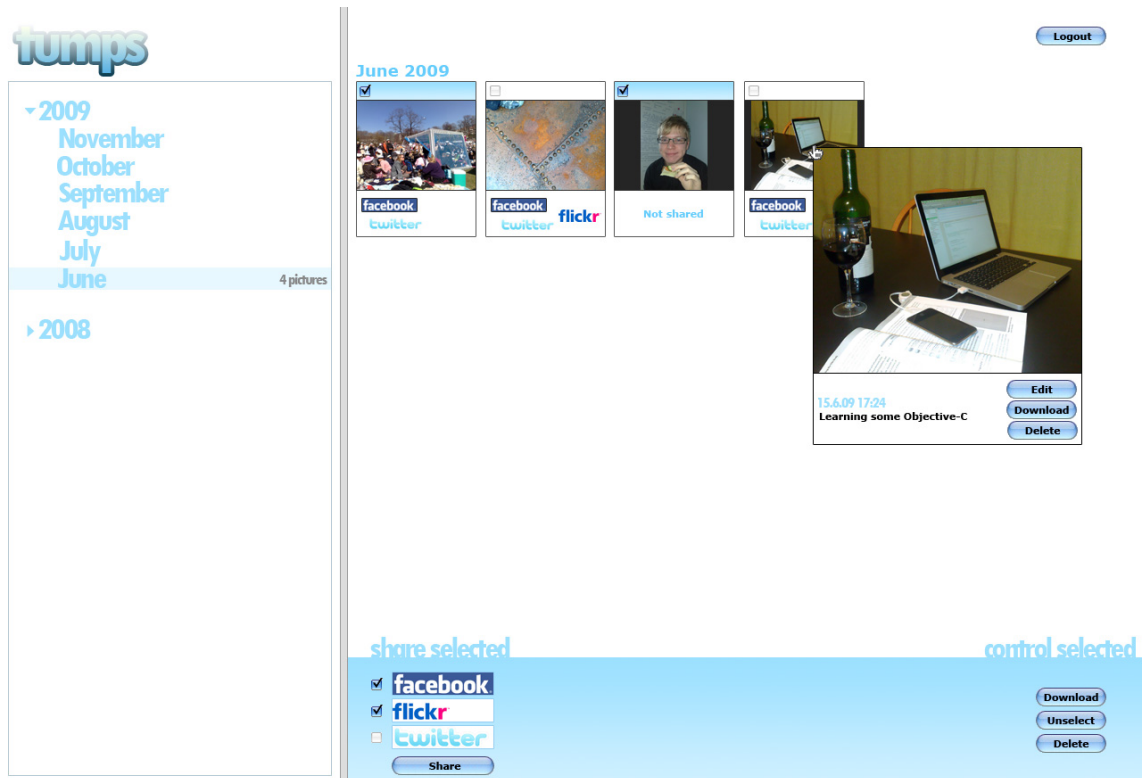 tumps
2009
November
October
September
August
July
June 4 pictures
2008
Logout
June 2009
facebook
twitter
facebook
twitter flickr
Not shared
facebook
twitter
15.6.09 17:24
Learning some Objective-C
Edit
Download
Delete
share selected
facebook
flickr
twitter
Share
control selected
Download
Unselect
Delete